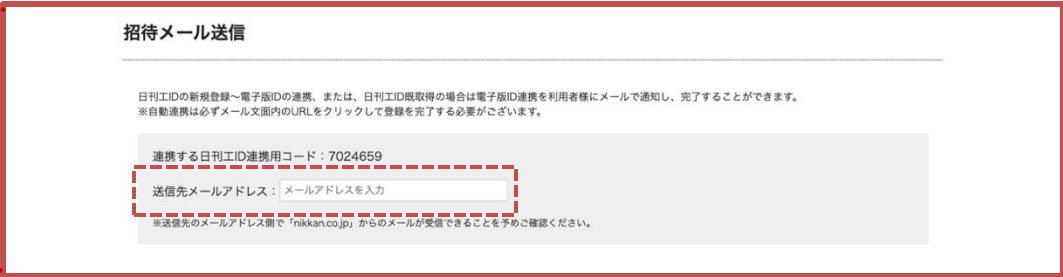 招待メール送信
日刊工IDの新規登録～電子版IDの連携、または、日刊工ID既取得の場合は電子版ID連携を利用者様にメールで通知し、完了することができます。
※自動連携は必ずメール文面内のURLをクリックして登録を完了する必要がございます。
連携する日刊工ID連携用コード：7024659
送信先メールアドレス：メールアドレスを入力
※送信先のメールアドレス側で「nikkan.co.jp」からのメールが受信できることを予めご確認ください。